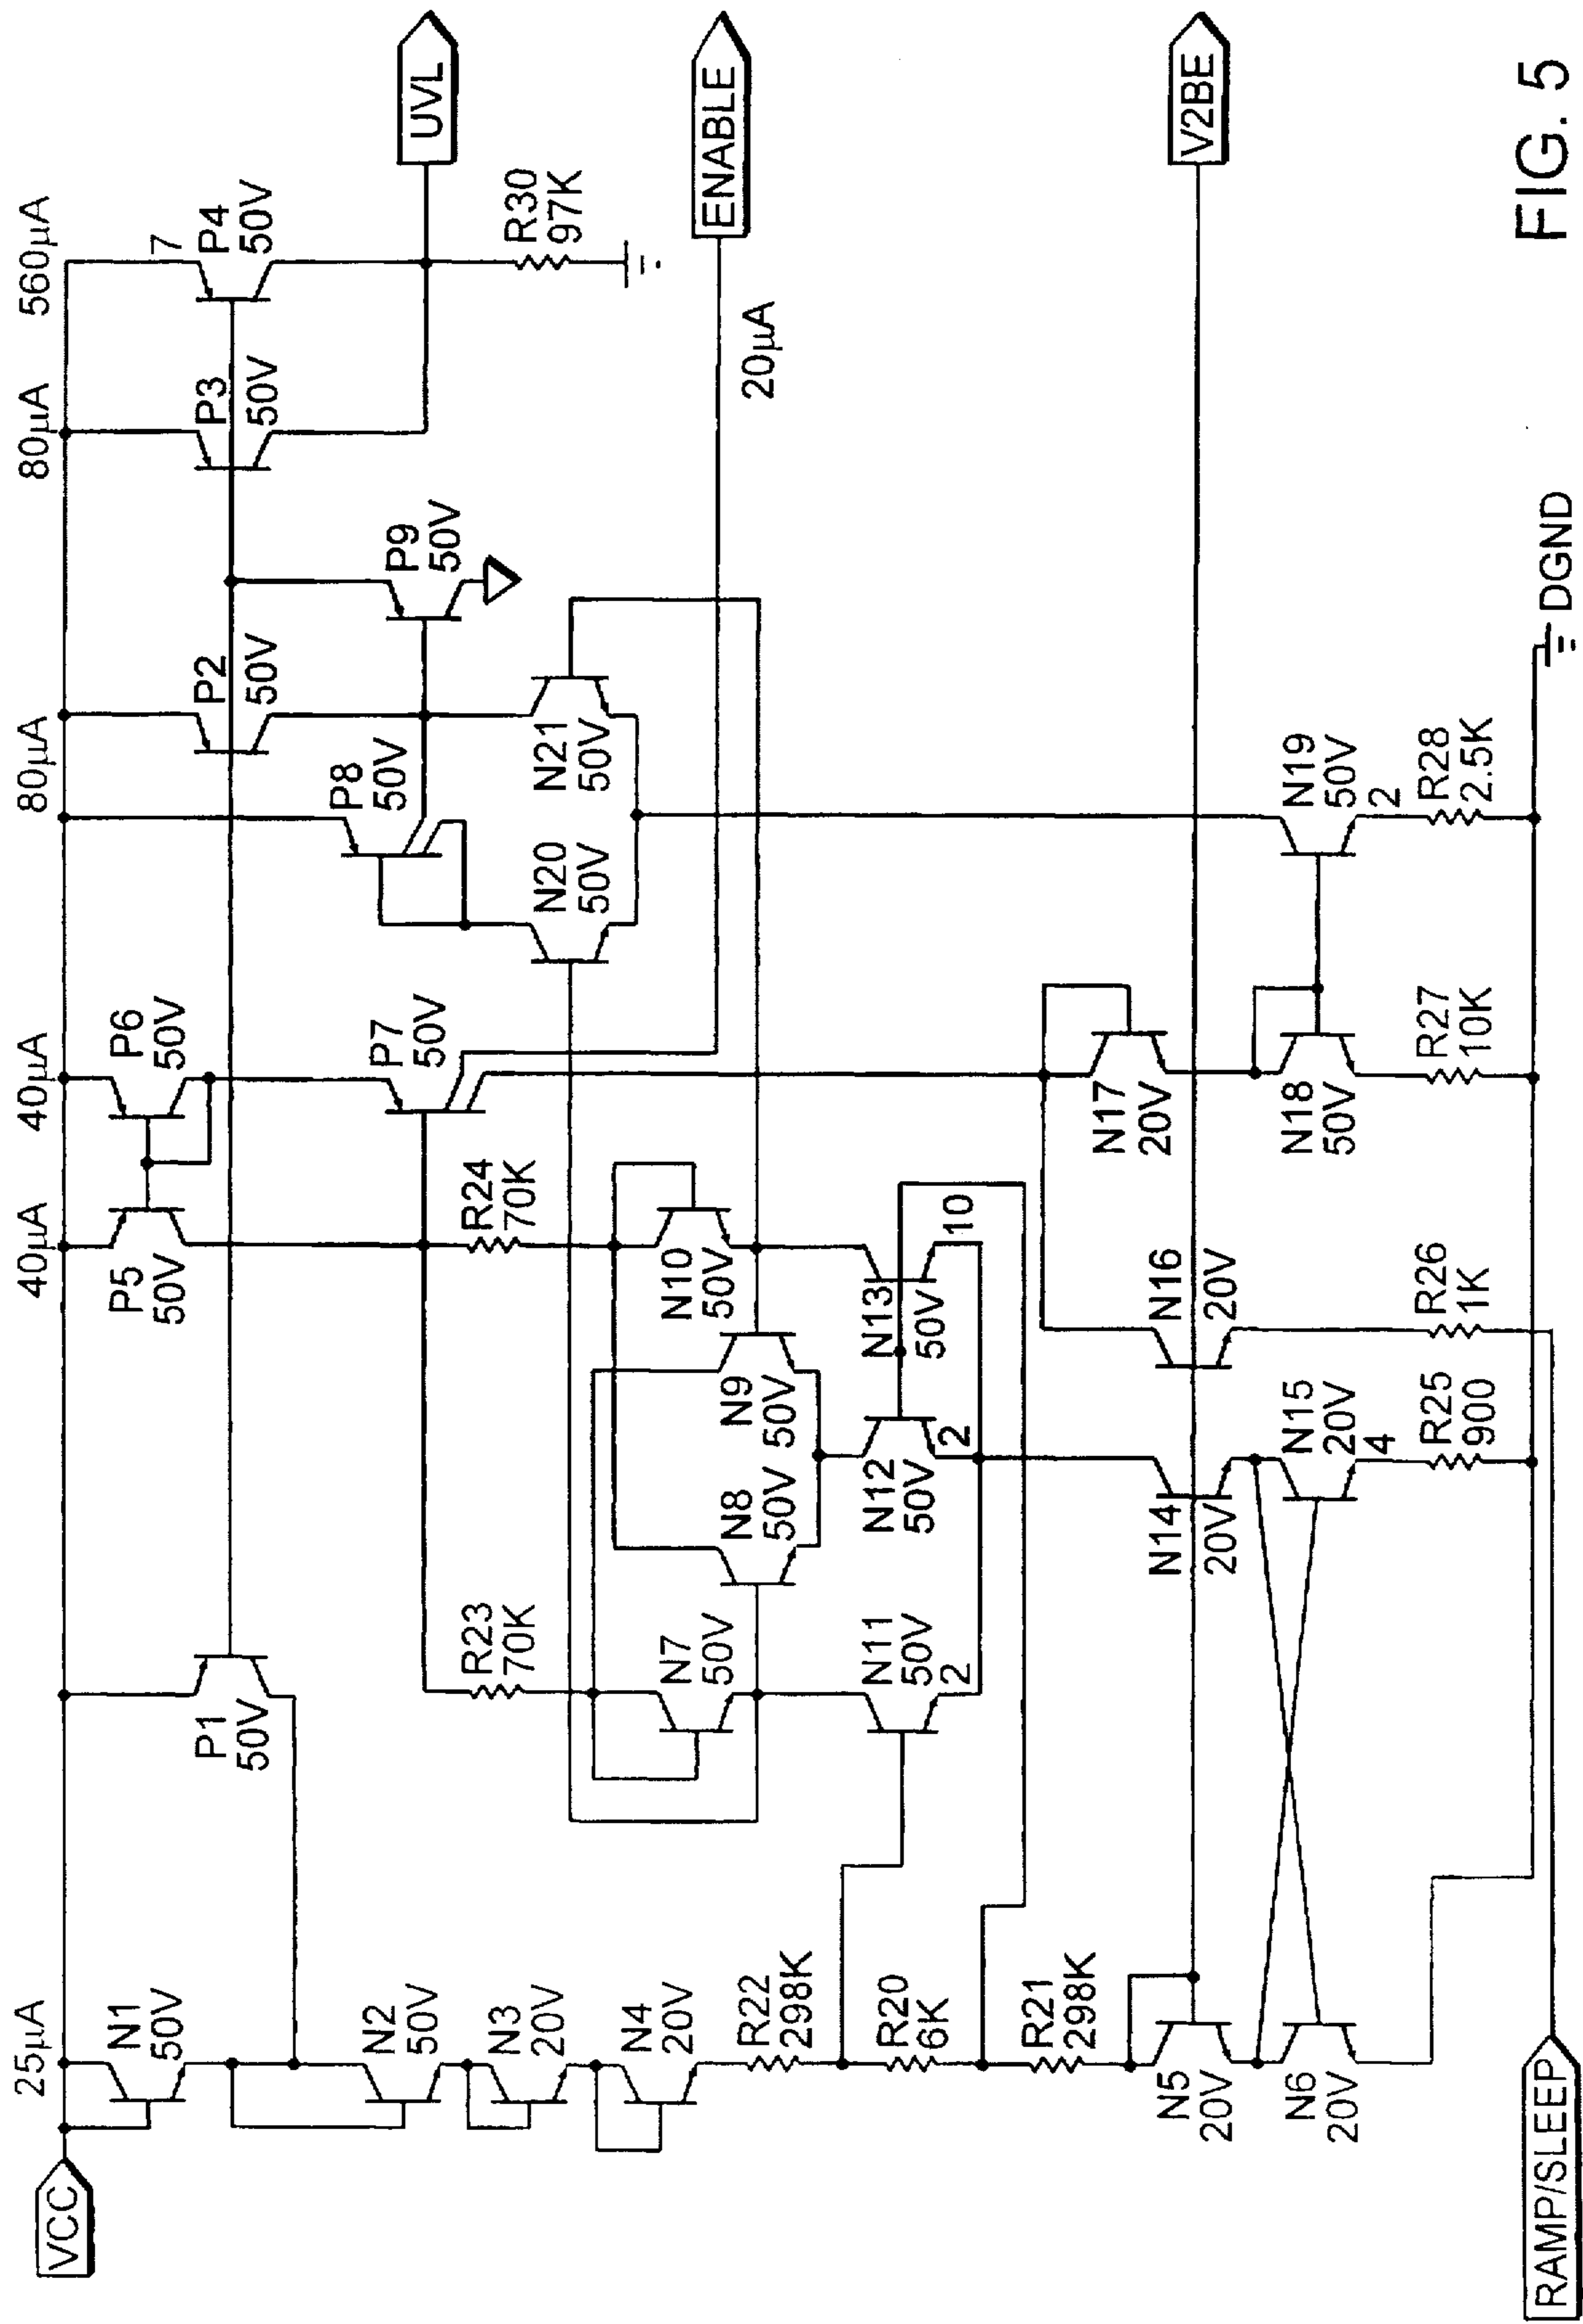 VCC
25µA
N1
50V
P1
50V
40µA
P5
50V
40µA
P6
50V
80µA
P2
50V
80µA
P3
50V
560µA
7
P4
50V
UVL
N2
50V
N3
20V
N4
20V
R22
298K
R20
6K
R21
298K
N5
20V
N6
20V
R23
70K
N7
50V
N8
50V
N9
50V
R24
70K
N10
50V
N11
50V
2
N12
50V
2
N13
50V
10
P7
50V
P8
50V
P9
50V
N20
50V
N21
50V
R30
97K
ENABLE
20µA
N14
20V
N15
20V
4
R25
900
N16
20V
R26
1K
N17
20V
N18
50V
R27
10K
N19
50V
2
R28
2.5K
V2BE
DGND
RAMP/SLEEP
FIG. 5